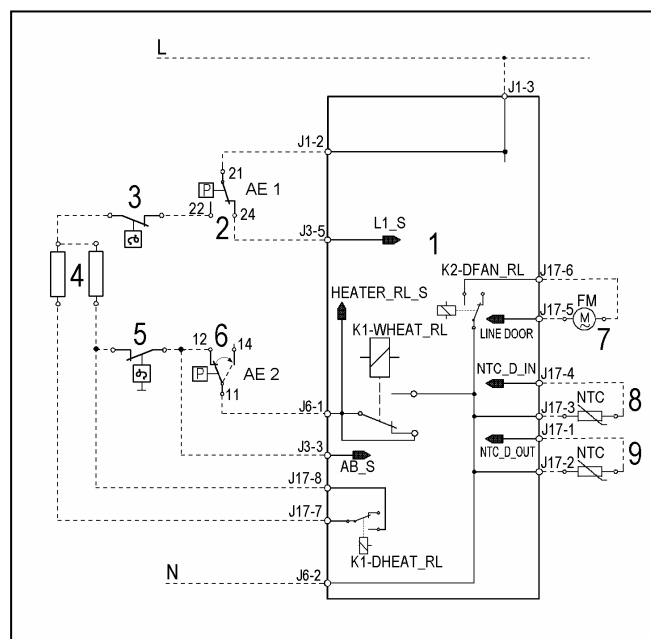 L
J1-3
J1-2
21
P
AE 1
3
22
2
24
J3-5
L1_S
1
K2-DFAN_RL
J17-6
4
HEATER_RL_S
J17-5
FM
M
K1-WHEAT_RL
LINE DOOR
7
5
12
6
14
NTC_D_IN
J17-4
P
AE 2
NTC
8
11
J17-3
J6-1
J17-1
NTC_D_OUT
NTC
9
J3-3
AB_S
J17-2
J17-8
J17-7
K1-DHEAT_RL
N
J6-2